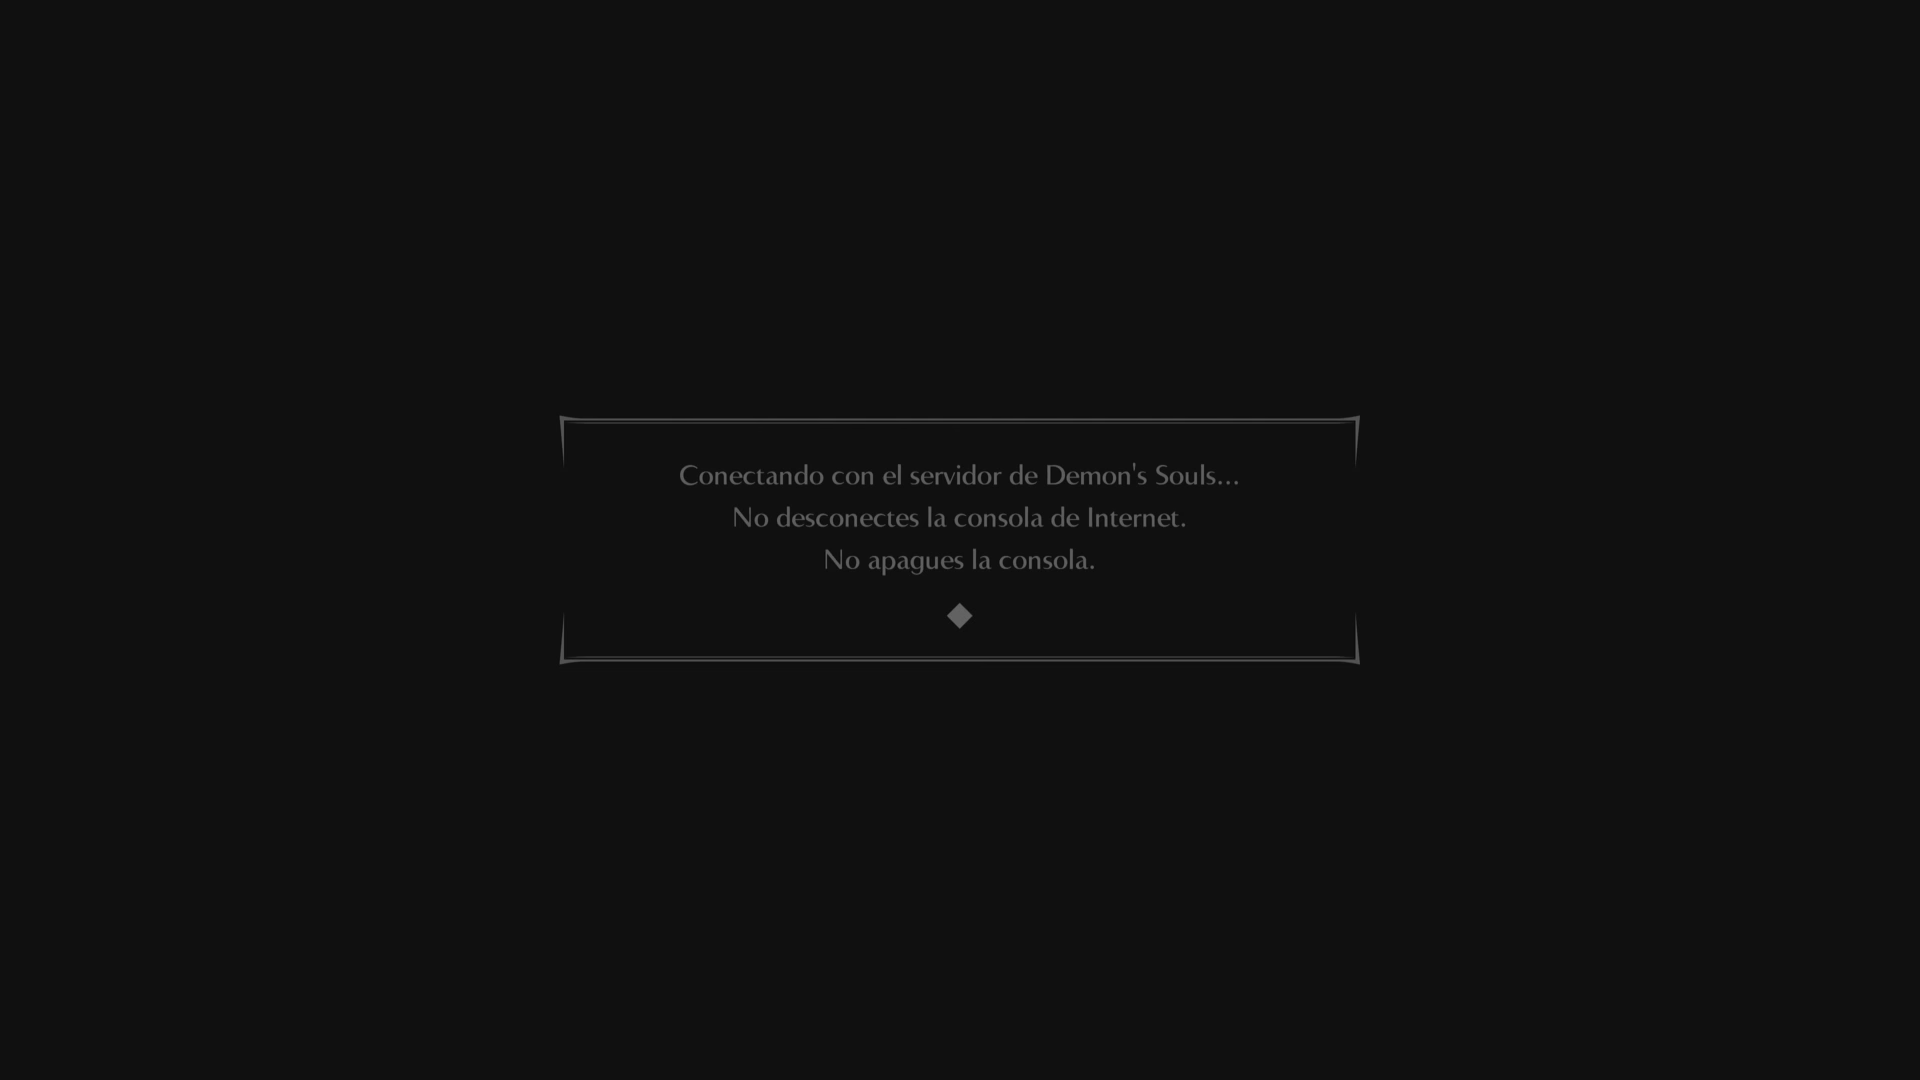 Conectando con el servidor de Demon's Souls...
No desconectes la consola de Internet.
No apagues la consola.